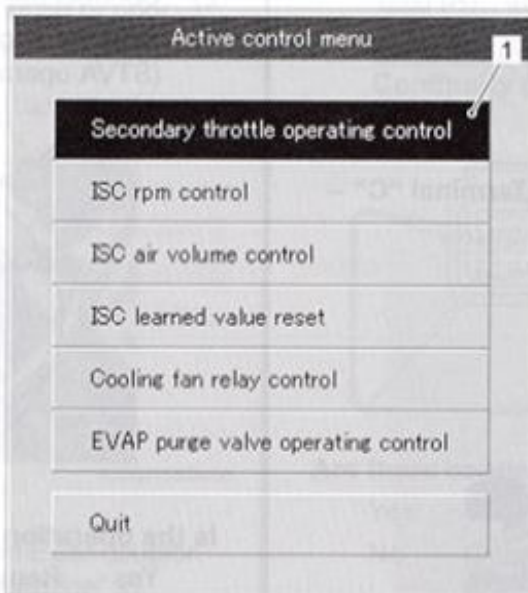 Active control menu
1
Secondary throttle operating control
ISC rpm control
ISC air volume control
ISC learned value reset
Cooling fan relay control
EVAP purge valve operating control
Quit